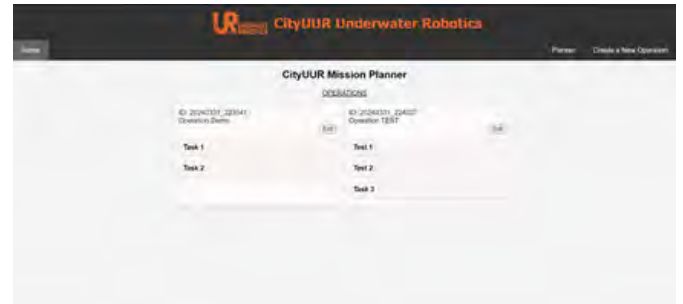 UR CityUUR Underwater Robotics
Home
Planner Create a New Operation
CityUUR Mission Planner
OPERATIONS
Operation Demo
Edit
Task 1
Task 2
Operation TEST
Edit
Test 1
Test 2
Task 3